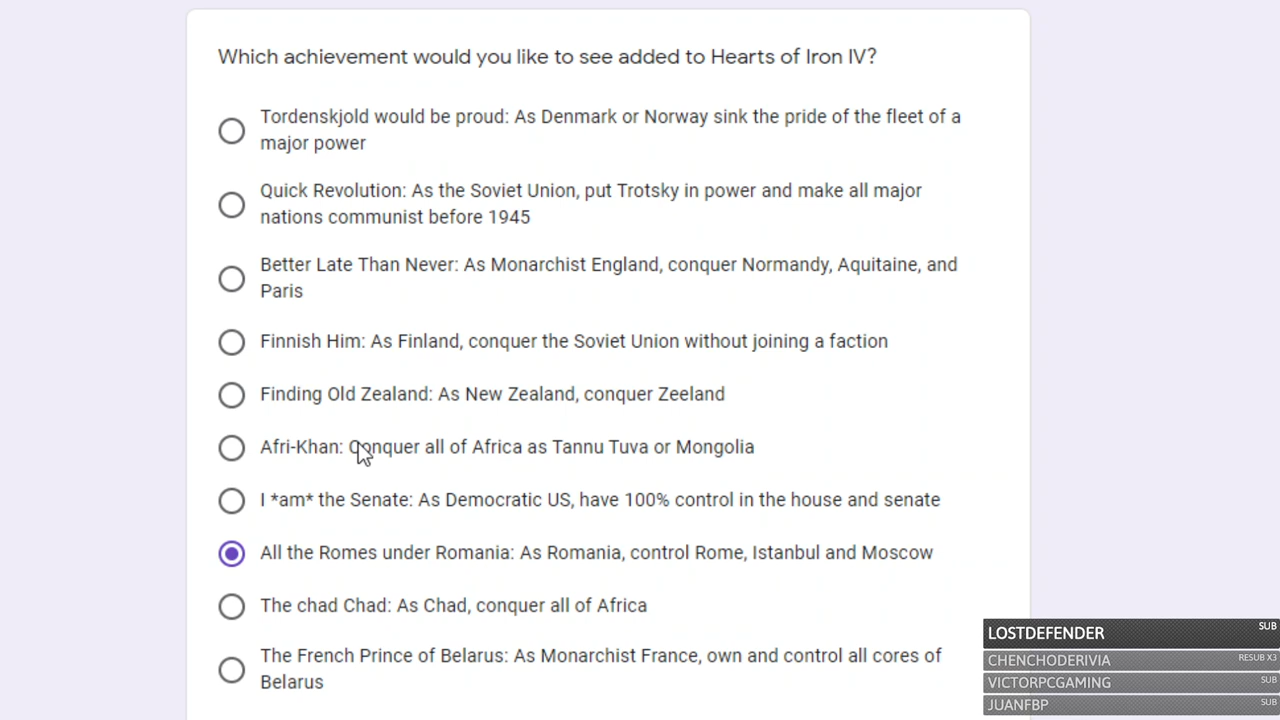 Which achievement would you like to see added to Hearts of Iron IV?
Tordenskjold would be proud: As Denmark or Norway sink the pride of the fleet of a
major power
Quick Revolution: As the Soviet Union, put Trotsky in power and make all major
nations communist before 1945
Better Late Than Never: As Monarchist England, conquer Normandy, Aquitaine, and
Paris
Finnish Him: As Finland, conquer the Soviet Union without joining a faction
Finding Old Zealand: As New Zealand, conquer Zeeland
Afri-Khan: Conquer all of Africa as Tannu Tuva or Mongolia
I *am* the Senate: As Democratic US, have 100% control in the house and senate
All the Romes under Romania: As Romania, control Rome, Istanbul and Moscow
The chad Chad: As Chad, conquer all of Africa
The French Prince of Belarus: As Monarchist France, own and control all cores of
Belarus
LOSTDEFENDER SUB
CHENCHODERIVIA RESUB X3
VICTORPCGAMING SUB
JUANFBP SUB